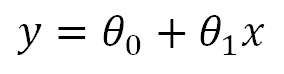 y = θ₀ + θ₁x